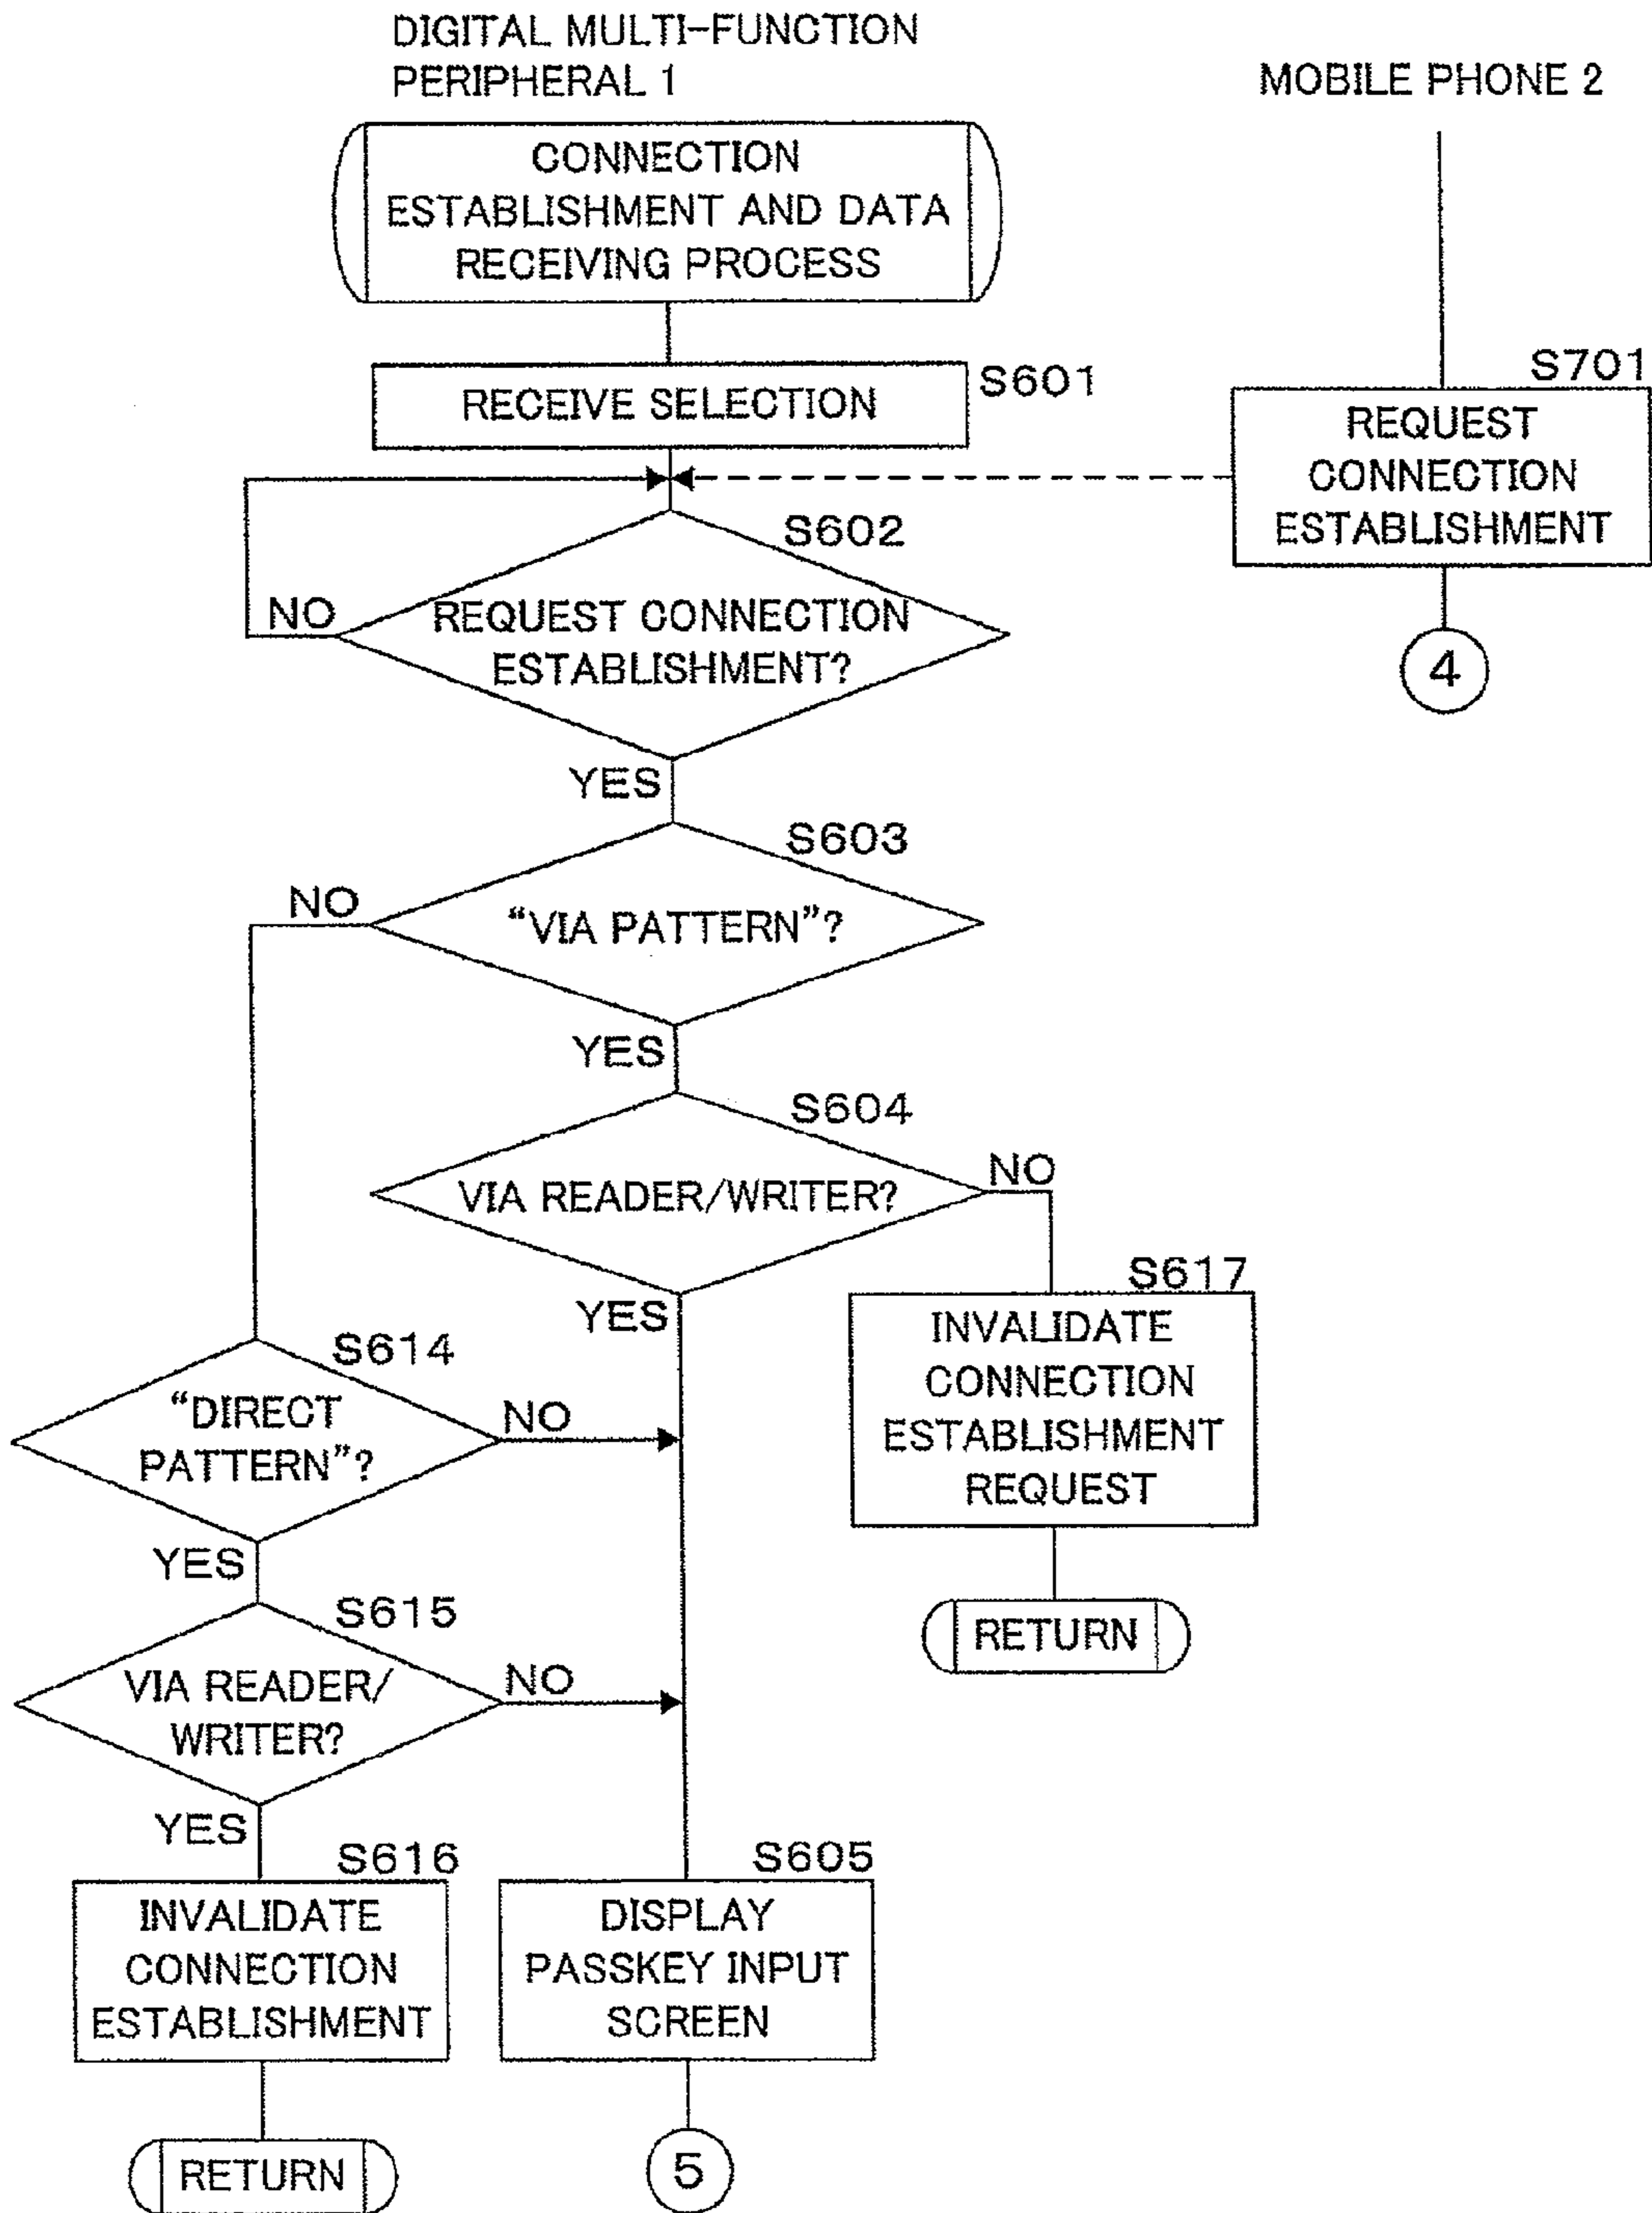 DIGITAL MULTI-FUNCTION
PERIPHERAL 1
MOBILE PHONE 2
CONNECTION
ESTABLISHMENT AND DATA
RECEIVING PROCESS
RECEIVE SELECTION
S601
S701
REQUEST
CONNECTION
ESTABLISHMENT
4
S602
NO
REQUEST CONNECTION
ESTABLISHMENT?
YES
S603
NO
“VIA PATTERN”?
YES
S604
VIA READER/WRITER?
NO
YES
S617
INVALIDATE
CONNECTION
ESTABLISHMENT
REQUEST
RETURN
S614
“DIRECT
PATTERN”?
NO
YES
S615
VIA READER/
WRITER?
NO
YES
S616
INVALIDATE
CONNECTION
ESTABLISHMENT
RETURN
S605
DISPLAY
PASSKEY INPUT
SCREEN
5